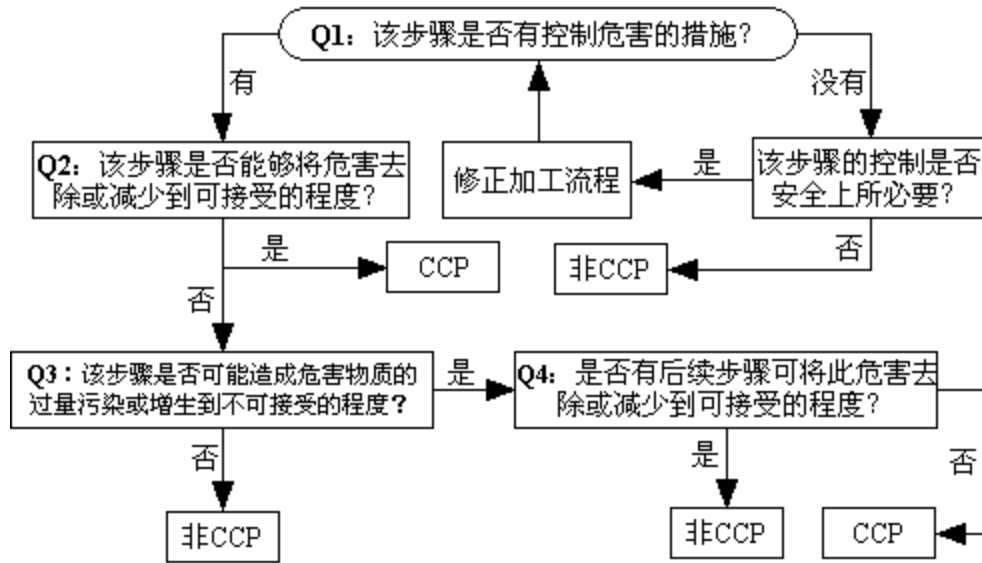 Q1：该步骤是否有控制危害的措施？
有
没有
Q2：该步骤是否能够将危害去
除或减少到可接受的程度？
修正加工流程
是
该步骤的控制是否
安全上所必要？
是
CCP
非CCP
否
否
Q3：该步骤是否可能造成危害物质的
过量污染或增生到不可接受的程度？
是
Q4：是否有后续步骤可将此危害去
除或减少到可接受的程度？
否
是
否
非CCP
非CCP
CCP